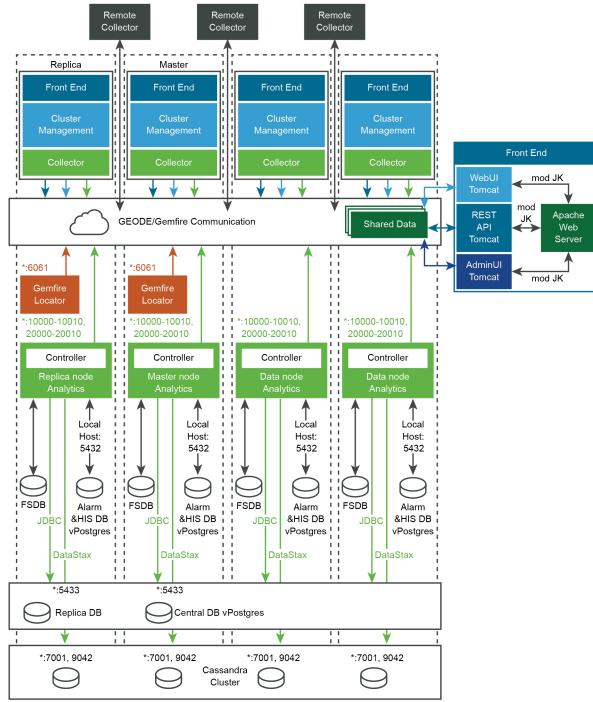 Remote
Collector
Remote
Collector
Remote
Collector
Replica
Master
Front End
Front End
Front End
Front End
Cluster
Management
Cluster
Management
Cluster
Management
Cluster
Management
Collector
Collector
Collector
Collector
Front End
WebUI
Tomcat
mod JK
REST
API
Tomcat
mod
JK
Apache
Web
Server
AdminUI
Tomcat
mod JK
GEODE/Gemfire Communication
Shared Data
*:6061
*:6061
Gemfire
Locator
Gemfire
Locator
*:10000-10010,
20000-20010
*:10000-10010,
20000-20010
*:10000-10010,
20000-20010
*:10000-10010,
20000-20010
Controller
Controller
Controller
Controller
Replica node
Analytics
Master node
Analytics
Data node
Analytics
Data node
Analytics
Local
Host:
5432
Local
Host:
5432
Local
Host:
5432
Local
Host:
5432
FSDB
FSDB
FSDB
FSDB
Alarm
&HIS DB
vPostgres
Alarm
&HIS DB
vPostgres
Alarm
&HIS DB
vPostgres
Alarm
&HIS DB
vPostgres
JDBC
JDBC
JDBC
JDBC
DataStax
DataStax
DataStax
DataStax
*:5433
*:5433
Replica DB
Central DB vPostgres
*:7001, 9042
*:7001, 9042
*:7001, 9042
*:7001, 9042
Cassandra
Cluster